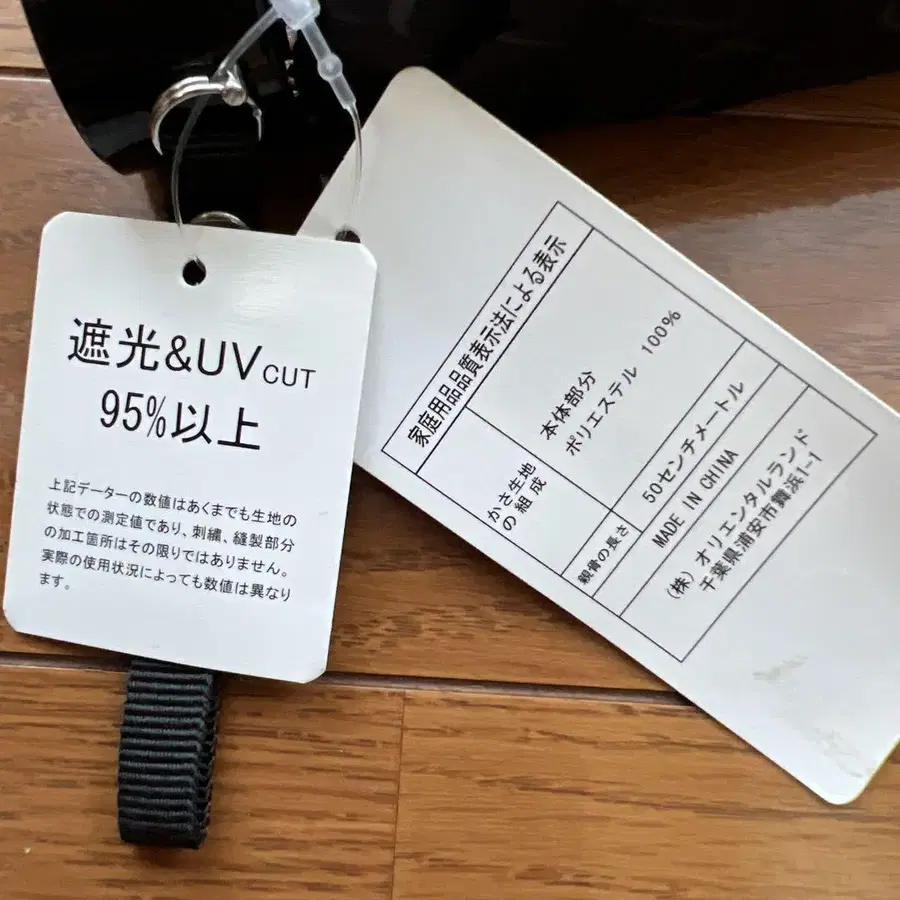 遮光&UV CUT
95%以上
上記データーの数値はあくまでも生地の
状態での測定値であり、刺繍、縫製部分
の加工箇所はその限りではありません。
実際の使用状況によっても数値は異なり
ます。
家庭用品品質表示法による表示
かさ生地
の組成
本体部分
ポリエステル 100%
親骨の長さ
50センチメートル
MADE IN CHINA
(株) オリエンタルランド
千葉県浦安市舞浜1-1